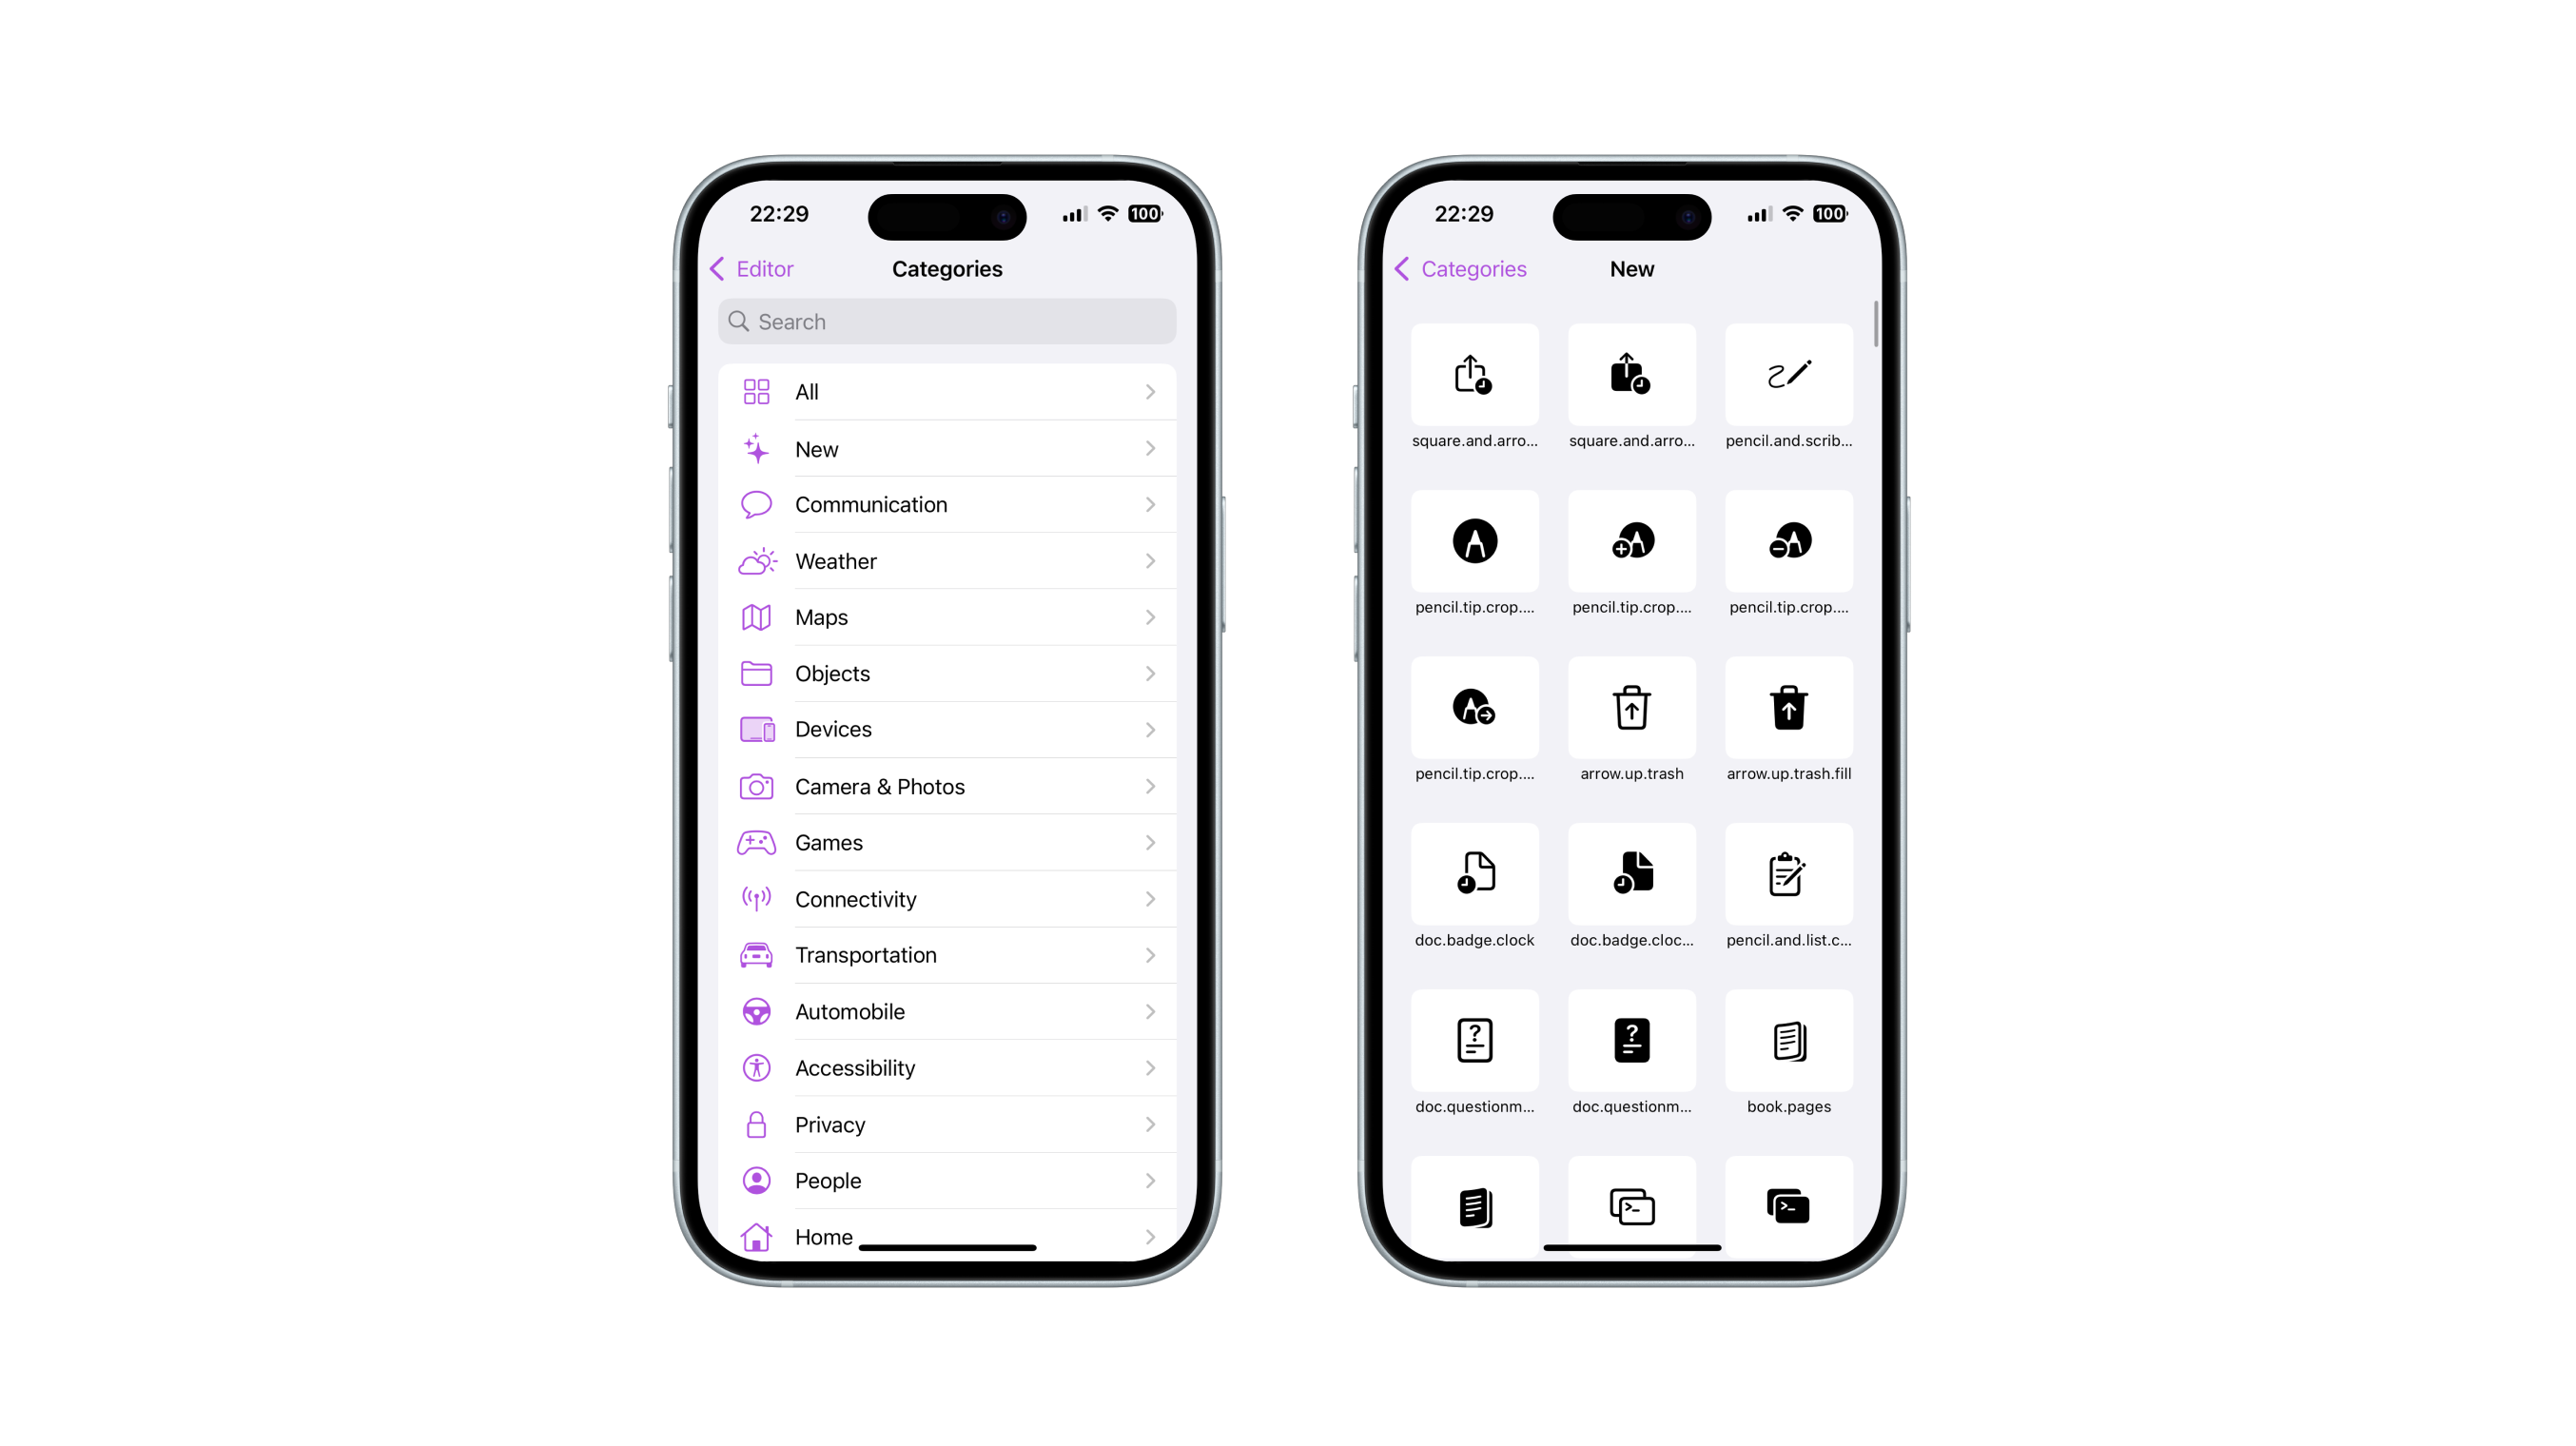 22:29
100
Editor
Categories
Search
All
New
Communication
Weather
Maps
Objects
Devices
Camera & Photos
Games
Connectivity
Transportation
Automobile
Accessibility
Privacy
People
Home
22:29
100
Categories
New
square.and.arro...
square.and.arro...
pencil.and.scrib...
pencil.tip.crop....
pencil.tip.crop....
pencil.tip.crop....
pencil.tip.crop....
arrow.up.trash
arrow.up.trash.fill
doc.badge.clock
doc.badge.cloc...
pencil.and.list.c...
doc.questionm...
doc.questionm...
book.pages